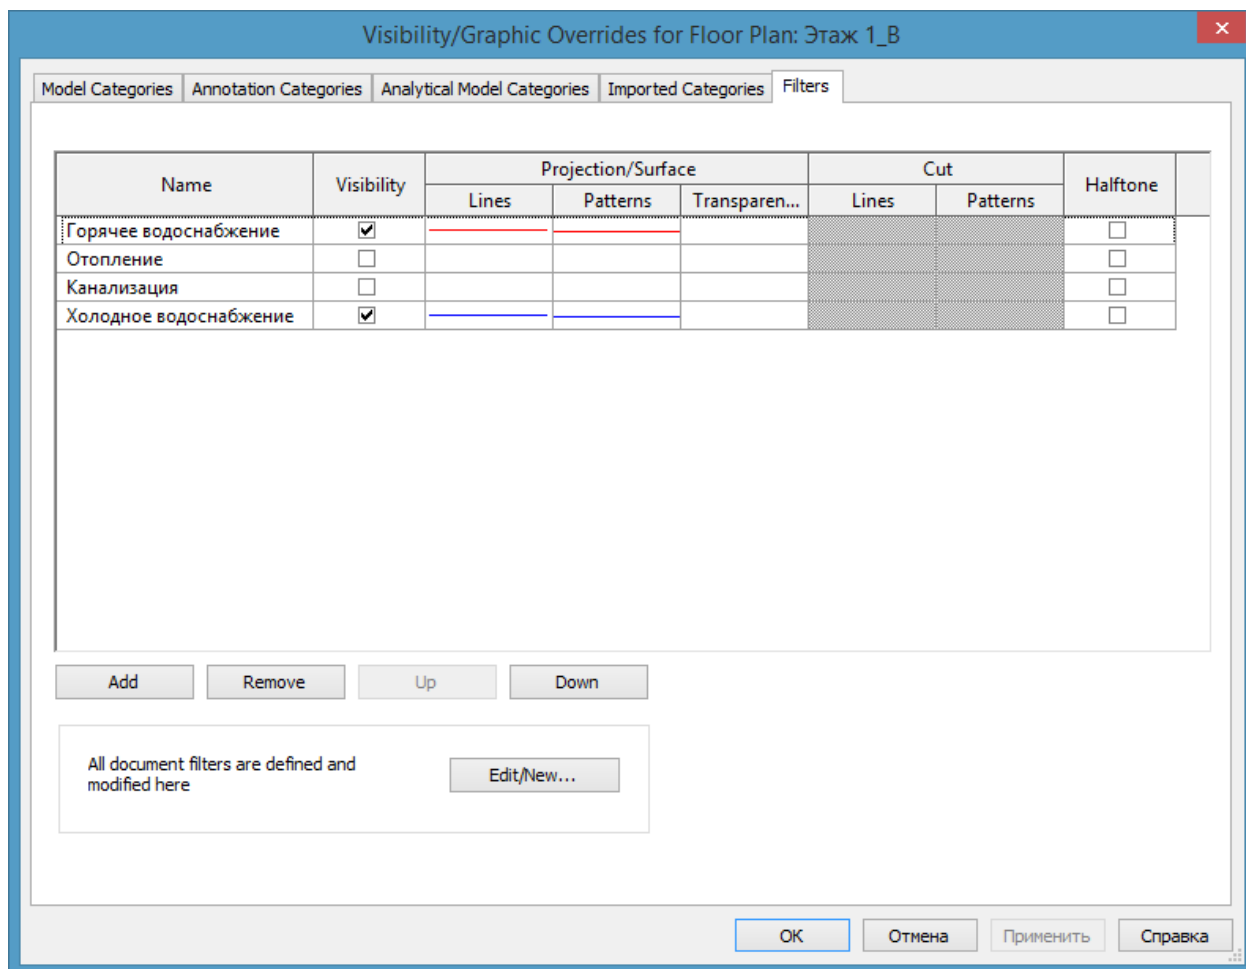 Visibility/Graphic Overrides for Floor Plan: Этаж 1_В
Model Categories Annotation Categories Analytical Model Categories Imported Categories Filters
Name Visibility Projection/Surface Cut Halftone
Lines Patterns Transparen... Lines Patterns
Горячее водоснабжение
Отопление
Канализация
Холодное водоснабжение
Add Remove Up Down
All document filters are defined and
modified here
Edit/New...
OK Отмена Применить Справка